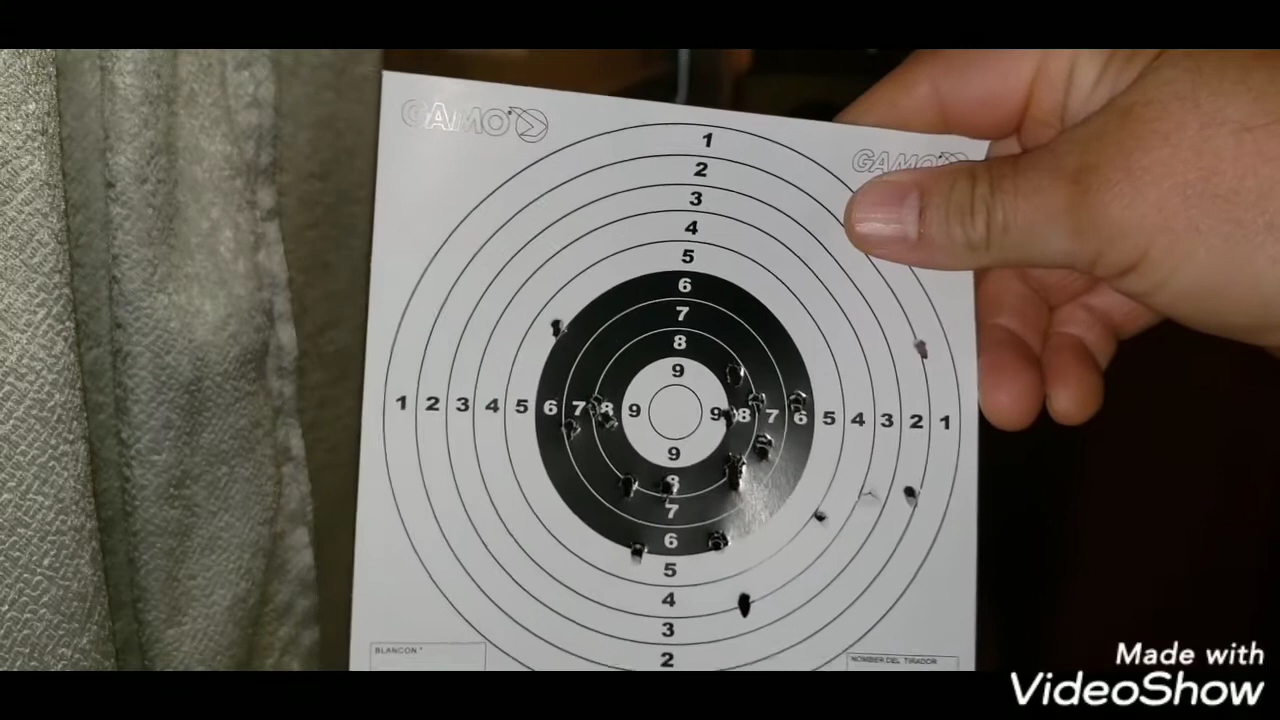 GAMO
GAMO
1
2
3
4
5
6
7
8
9
1 2 3 4 5 6 7 8 9 9 8 7 6 5 4 3 2 1
9
8
7
6
5
4
3
2
BLANCO N.º
NOMBRE DEL TIRADOR
Made with
VideoShow